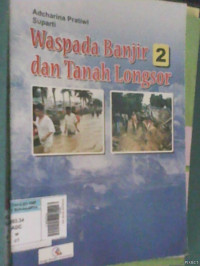 Adcharina Pratiwi
Suparti
Waspada Banjir 2
dan Tanah Longsor